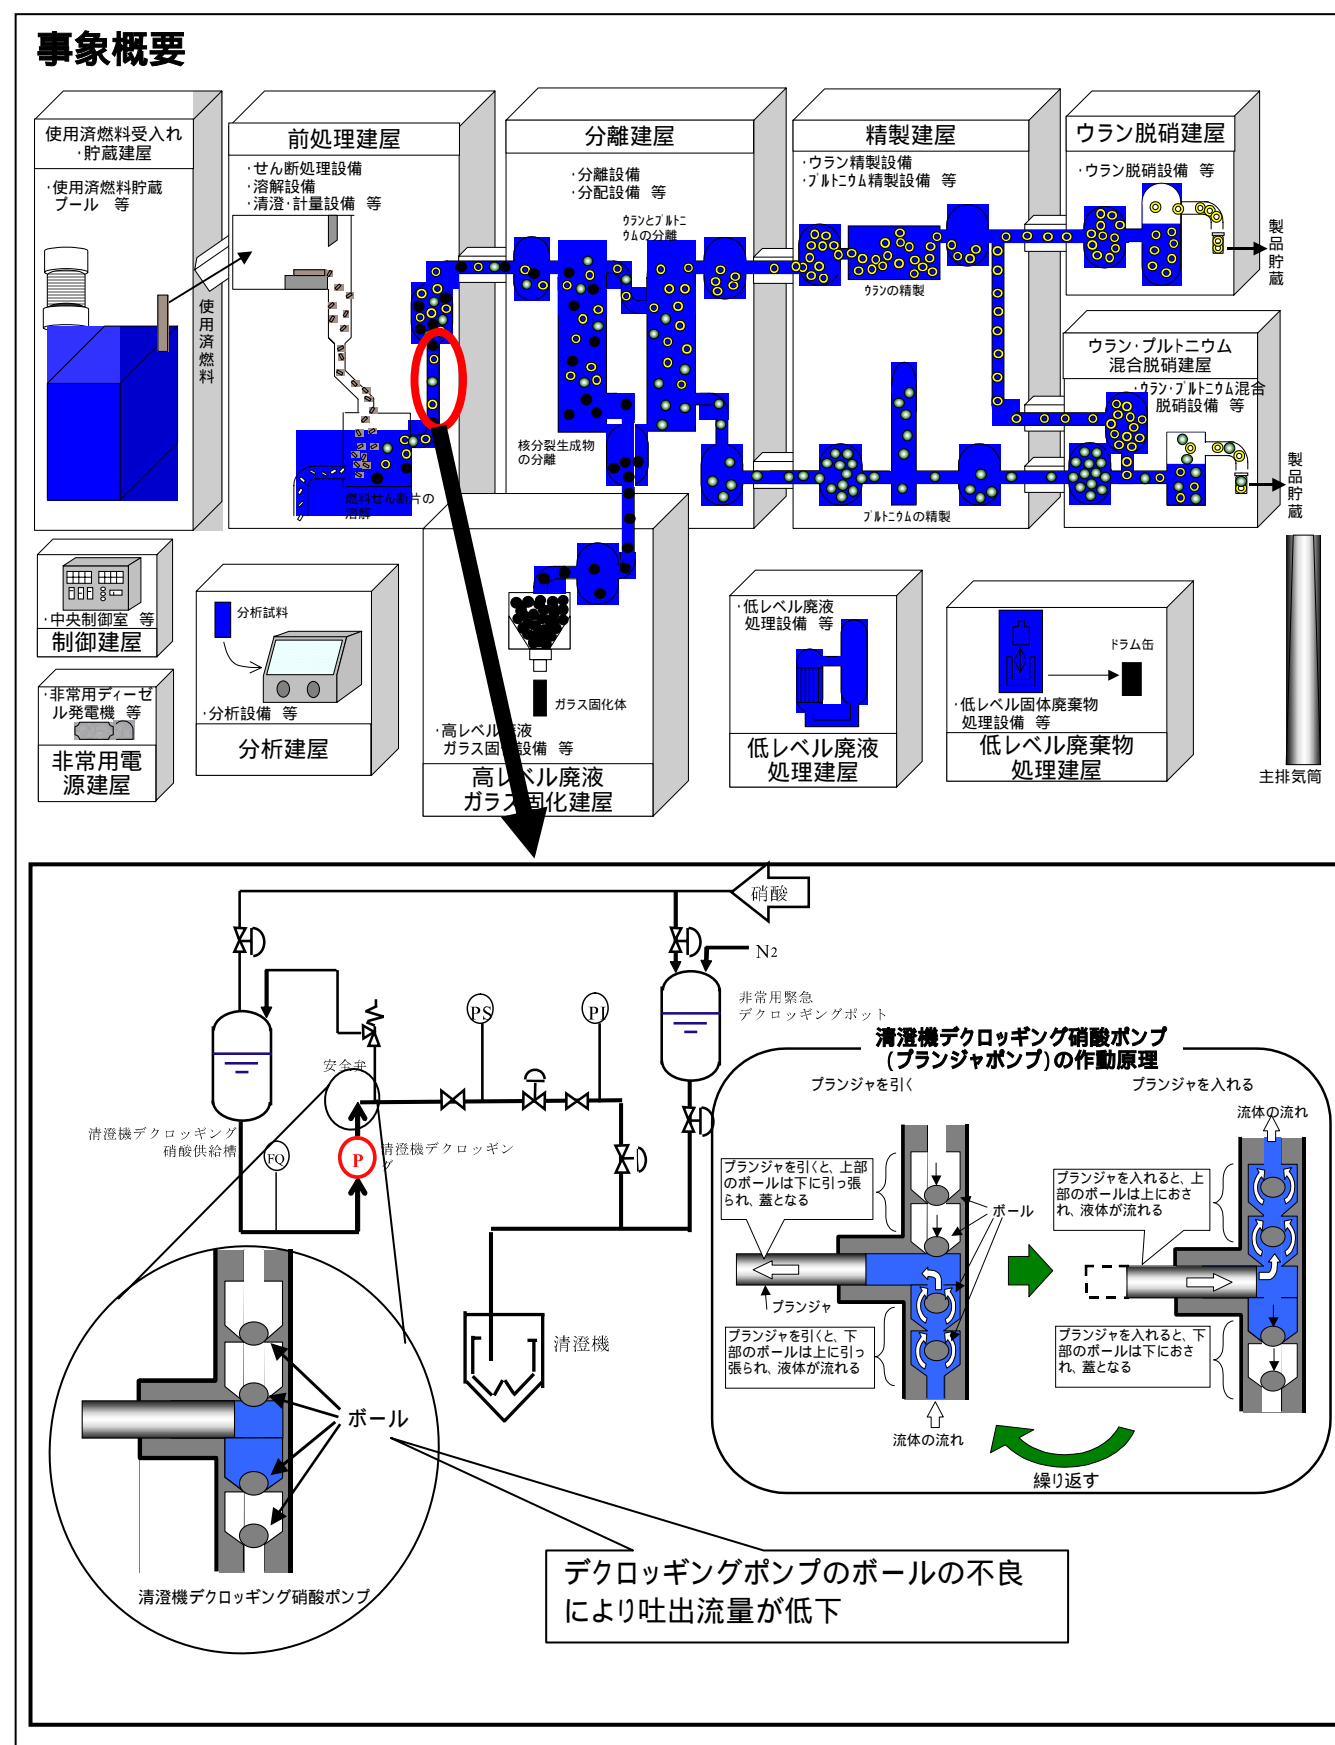 事象概要
使用済燃料受入れ
・貯蔵建屋
・使用済燃料貯蔵
プール 等
使用済燃料
前処理建屋
・せん断処理設備
・溶解設備
・清澄・計量設備 等
燃料せん断片の
溶解
分離建屋
・分離設備
・分配設備 等
ウランとプルトニ
ウムの分離
核分裂生成物
の分離
精製建屋
・ウラン精製設備
・プルトニウム精製設備 等
ウランの精製
プルトニウムの精製
ウラン脱硝建屋
・ウラン脱硝設備 等
製品貯蔵
ウラン・プルトニウム
混合脱硝建屋
・ウラン・プルトニウム混合
脱硝設備 等
製品貯蔵
・中央制御室 等
制御建屋
・非常用ディーゼ
ル発電機 等
非常用電
源建屋
分析試料
・分析設備 等
分析建屋
ガラス固化体
・高レベル廃液
ガラス固化設備 等
高レベル廃液
ガラス固化建屋
・低レベル廃液
処理設備 等
低レベル廃液
処理建屋
ドラム缶
・低レベル固体廃棄物
処理設備 等
低レベル廃棄物
処理建屋
主排気筒
硝酸
N2
非常用緊急
デクロッギングポット
PS
PI
安全弁
清澄機デクロッギング
硝酸供給槽
FQ
P
清澄機デクロッギン
グ
清澄機
ボール
清澄機デクロッギング硝酸ポンプ
デクロッギングポンプのボールの不良
により吐出流量が低下
清澄機デクロッギング硝酸ポンプ
(プランジャポンプ)の作動原理
プランジャを引く
プランジャを引くと、上部
のボールは下に引っ張
られ、蓋となる
ボール
プランジャ
プランジャを引くと、下
部のボールは上に引っ
張られ、液体が流れる
流体の流れ
プランジャを入れる
流体の流れ
プランジャを入れると、上
部のボールは上におさ
れ、液体が流れる
プランジャを入れると、下
部のボールは下におさ
れ、蓋となる
繰り返す